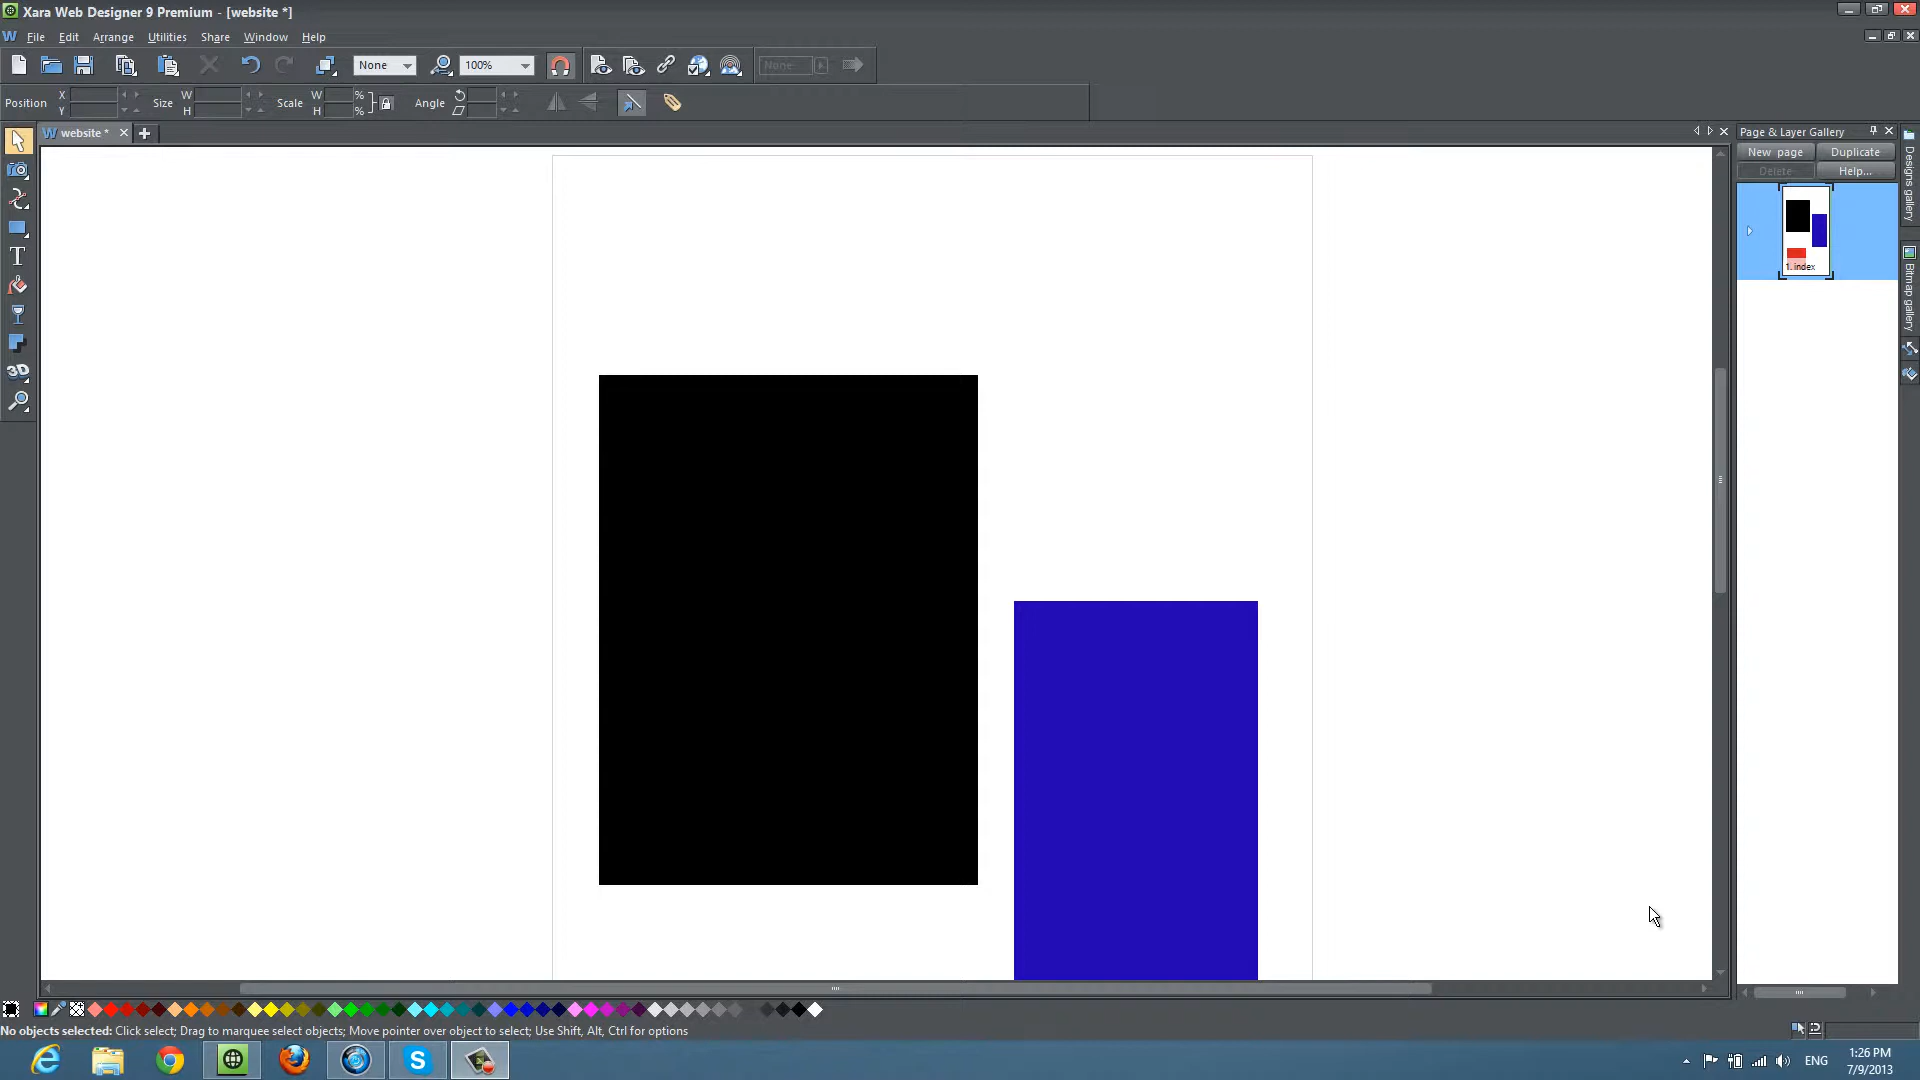 Xara Web Designer 9 Premium - [website *]
File Edit Arrange Utilities Share Window Help
None 100% None
Position X Y Size W H Scale W H % % Angle
website *
Page & Layer Gallery
New page Duplicate
Delete Help...
1. index
Designs gallery
Bitmap gallery
T
3D
No objects selected: Click select; Drag to marquee select objects; Move pointer over object to select; Use Shift, Alt, Ctrl for options
ENG
1:26 PM
7/9/2013